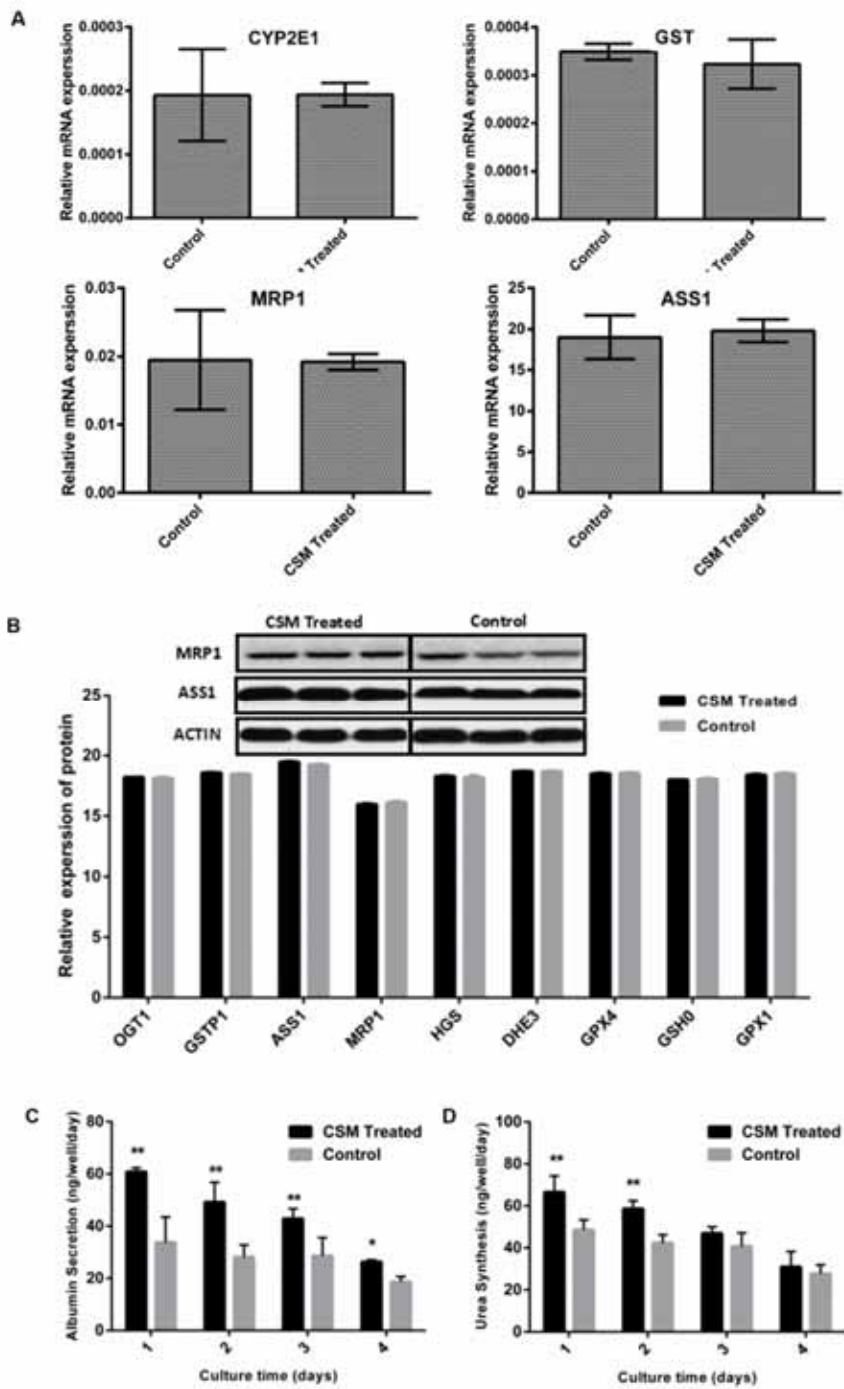 A
CYP2E1
Relative mRNA experssion
0.0003
0.0002
0.0001
0.0000
Control
Treated
GST
Relative mRNA experssion
0.0004
0.0003
0.0002
0.0001
0.0000
Control
Treated
MRP1
Relative mRNA experssion
0.03
0.02
0.01
0.00
Control
CSM Treated
ASS1
Relative mRNA experssion
25
20
15
10
5
0
Control
CSM Treated
B
CSM Treated
Control
MRP1
ASS1
ACTIN
CSM Treated
Control
Relative experssion of protein
25
20
15
10
5
0
OGT1
GSTP1
ASS1
MRP1
HGS
DHE3
GPX4
GSH0
GPX1
C
Albumin Secretion (ng/well/day)
80
60
40
20
0
CSM Treated
Control
**
**
**
*
1
2
3
4
Culture time (days)
D
Urea Synthesis (ng/well/day)
100
80
60
40
20
0
CSM Treated
Control
**
**
1
2
3
4
Culture time (days)